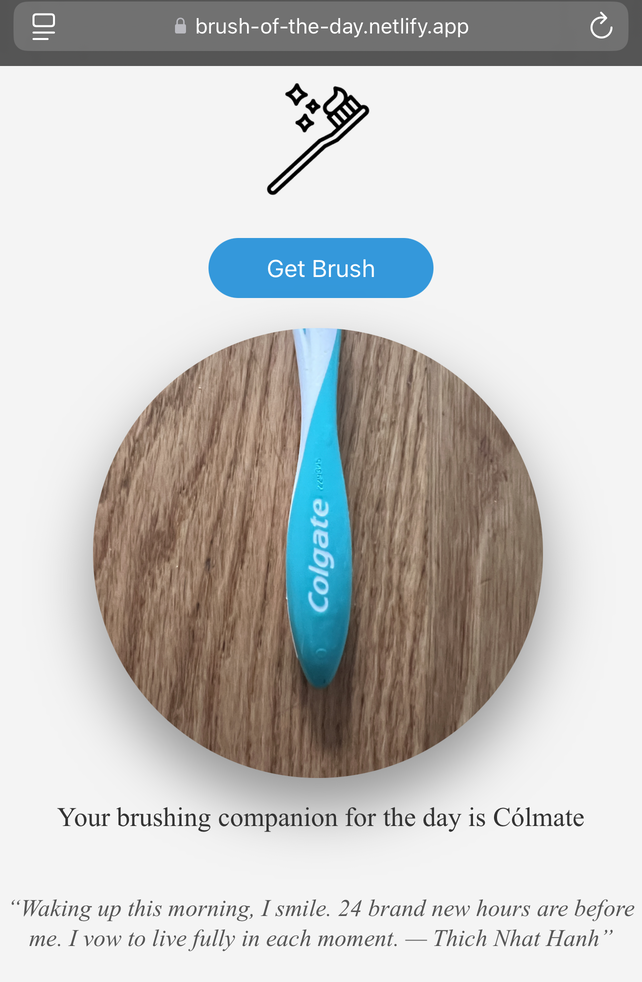 brush-of-the-day.netlify.app
Get Brush
Colgate
Your brushing companion for the day is Cólmate
“Waking up this morning, I smile. 24 brand new hours are before
me. I vow to live fully in each moment. — Thich Nhat Hanh”